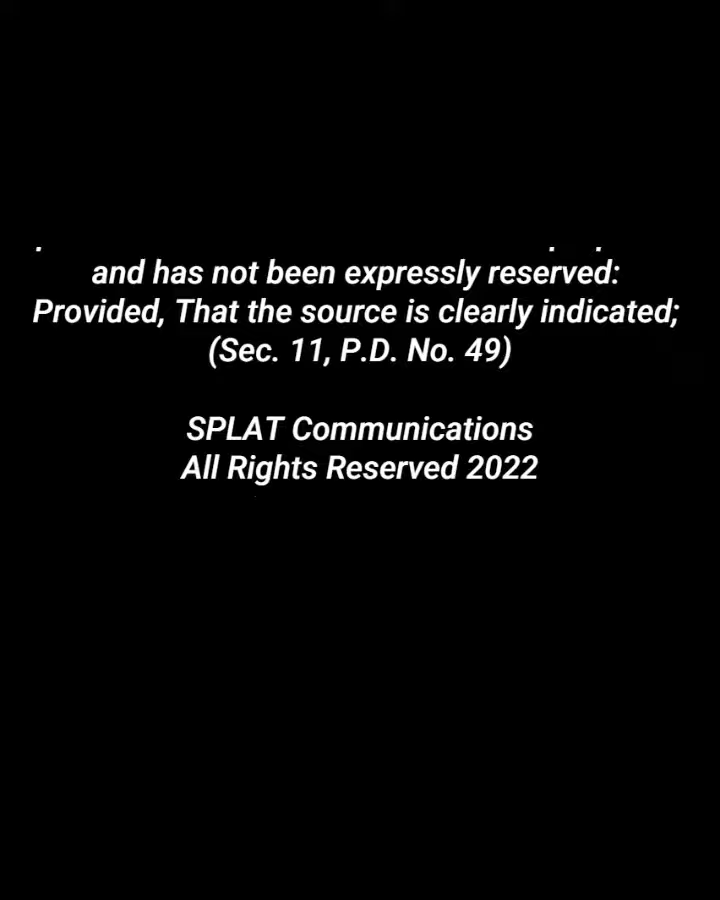 and has not been expressly reserved:
Provided, That the source is clearly indicated;
(Sec. 11, P.D. No. 49)
SPLAT Communications
All Rights Reserved 2022